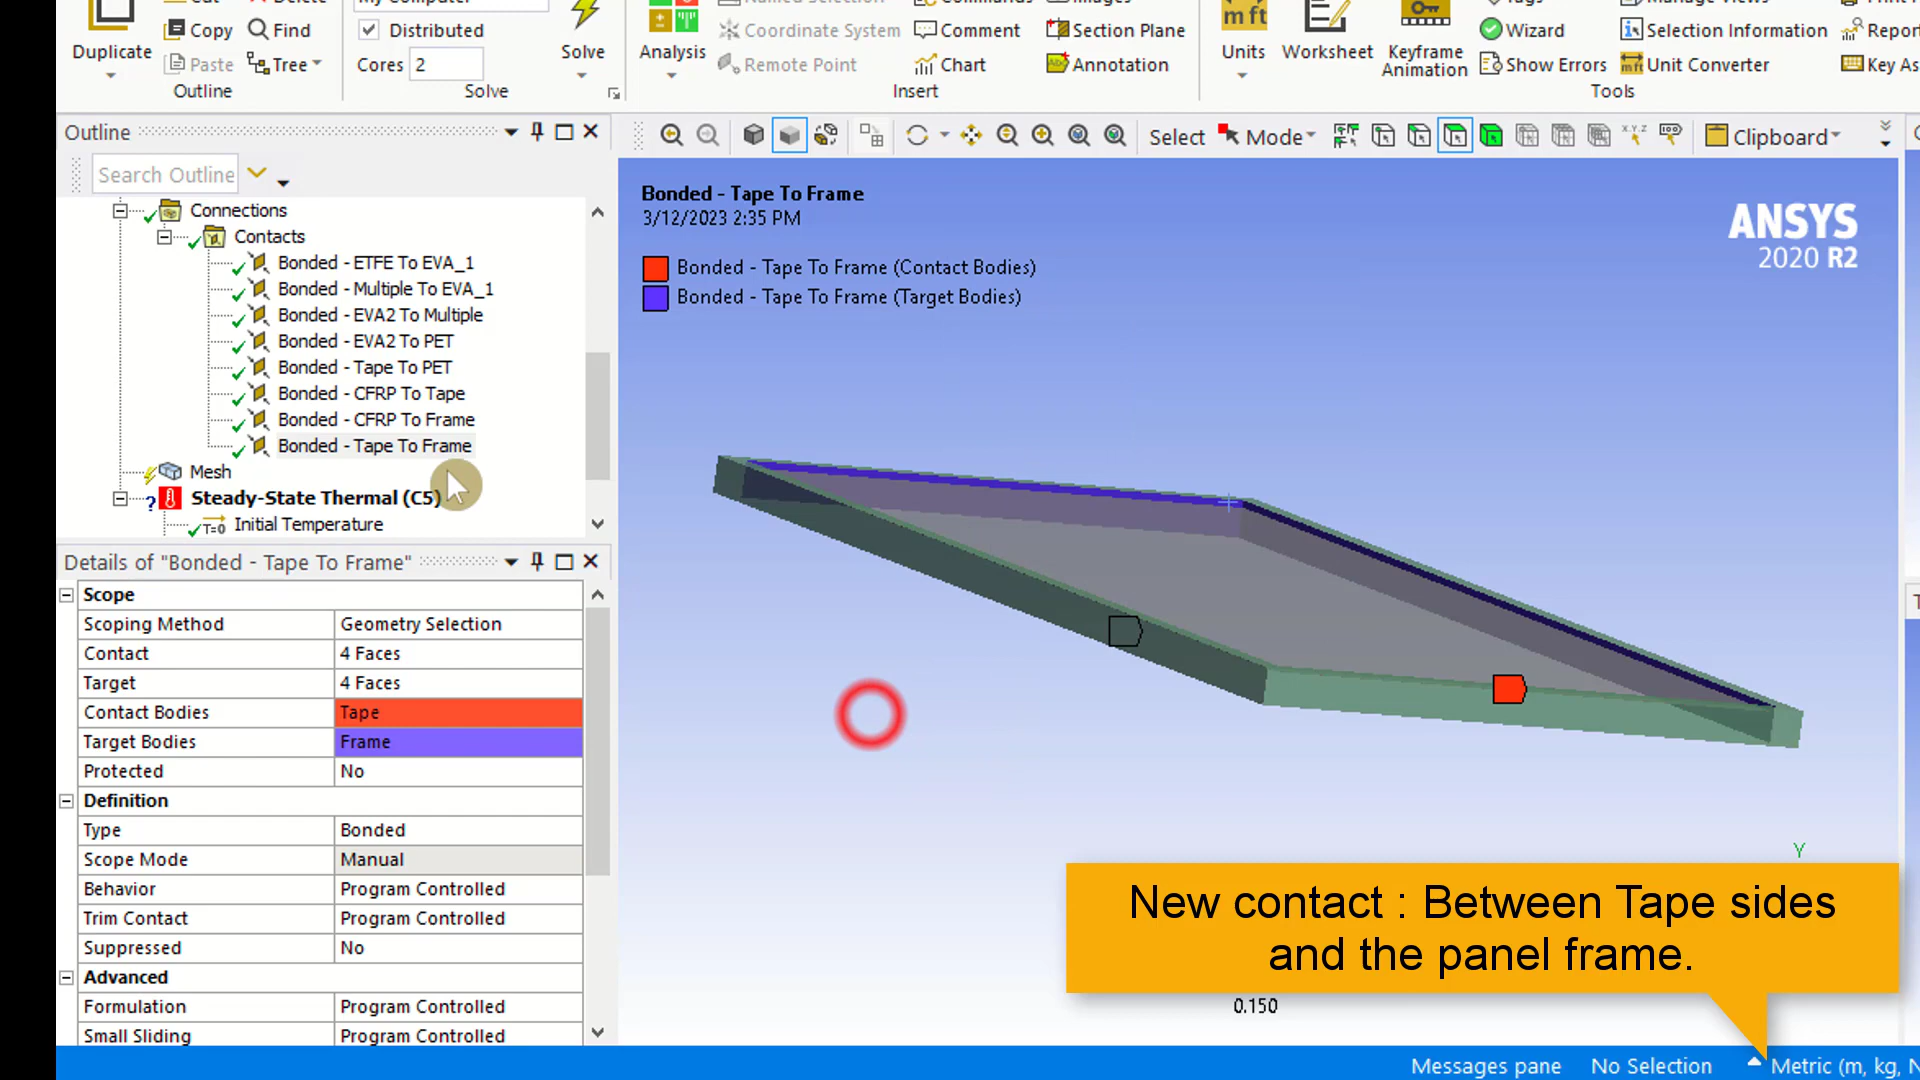 Duplicate
Copy
Paste
Find
Tree
Outline
Distributed
Cores 2
Solve
Solve
Analysis
Coordinate System
Remote Point
Comment
Chart
Section Plane
Annotation
Insert
Units
Worksheet
Keyframe
Animation
Wizard
Show Errors
Selection Information
Unit Converter
Tools
Outline
Search Outline
Connections
Contacts
Bonded - ETFE To EVA_1
Bonded - Multiple To EVA_1
Bonded - EVA2 To Multiple
Bonded - EVA2 To PET
Bonded - Tape To PET
Bonded - CFRP To Tape
Bonded - CFRP To Frame
Bonded - Tape To Frame
Mesh
Steady-State Thermal (C5)
T=0 Initial Temperature
Details of "Bonded - Tape To Frame"
Scope
Scoping Method Geometry Selection
Contact 4 Faces
Target 4 Faces
Contact Bodies Tape
Target Bodies Frame
Protected No
Definition
Type Bonded
Scope Mode Manual
Behavior Program Controlled
Trim Contact Program Controlled
Suppressed No
Advanced
Formulation Program Controlled
Small Sliding Program Controlled
Select Mode
Clipboard
Bonded - Tape To Frame
3/12/2023 2:35 PM
Bonded - Tape To Frame (Contact Bodies)
Bonded - Tape To Frame (Target Bodies)
ANSYS
2020 R2
Y
New contact : Between Tape sides
and the panel frame.
0.150
Messages pane No Selection Metric (m, kg,